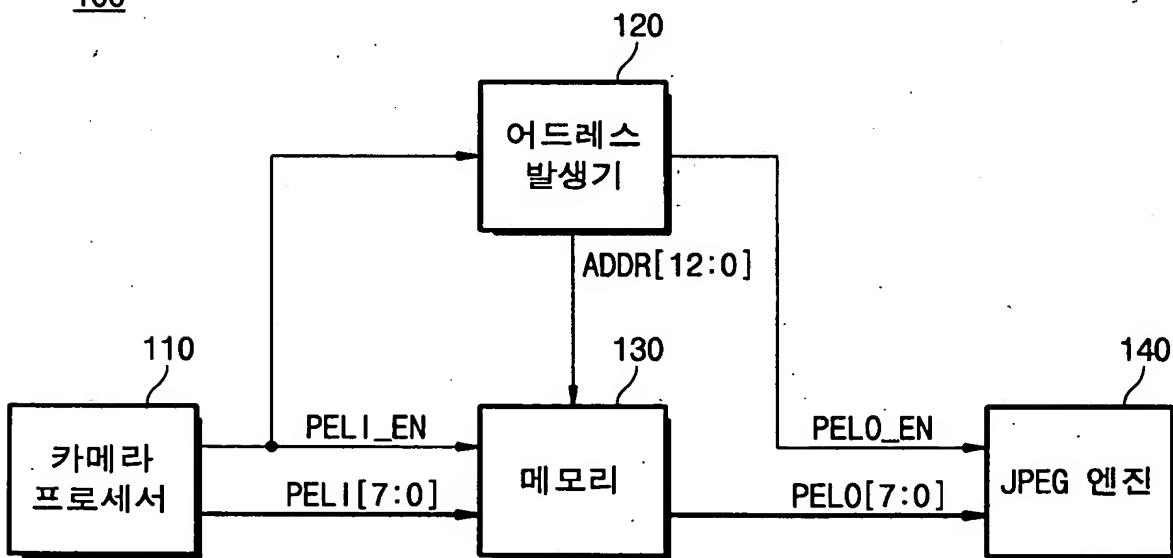 100
120
어드레스
발생기
ADDR[12:0]
110
130
140
카메라
프로세서
PELI_EN
PELI[7:0]
메모리
PELO_EN
PELO[7:0]
JPEG 엔진